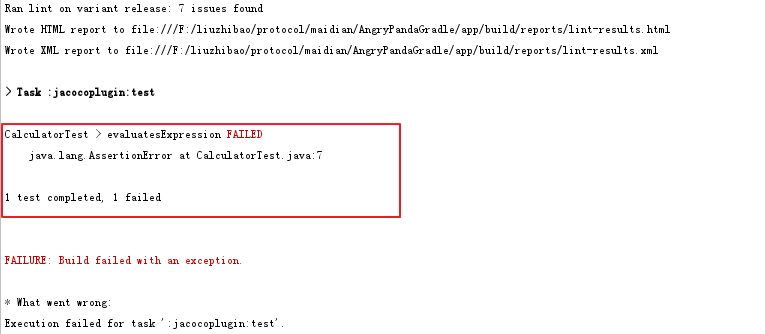 Ran lint on variant release: 7 issues found
Wrote HTML report to file:///F:/liuzhibao/protocol/maidian/AngryPandaGradle/app/build/reports/lint-results.html
Wrote XML report to file:///F:/liuzhibao/protocol/maidian/AngryPandaGradle/app/build/reports/lint-results.xml
> Task :jacocoplugin:test
CalculatorTest > evaluatesExpression FAILED
java.lang.AssertionError at CalculatorTest.java:7
1 test completed, 1 failed
FAILURE: Build failed with an exception.
* What went wrong:
Execution failed for task ':jacocoplugin:test'.